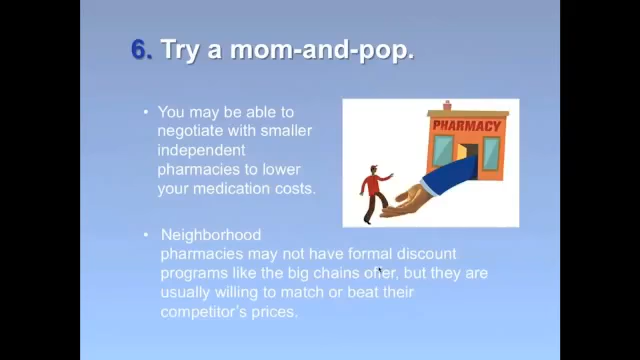 6. Try a mom-and-pop.
• You may be able to
negotiate with smaller
independent
pharmacies to lower
your medication costs.
PHARMACY
• Neighborhood
pharmacies may not have formal discount
programs like the big chains offer, but they are
usually willing to match or beat their
competitor's prices.